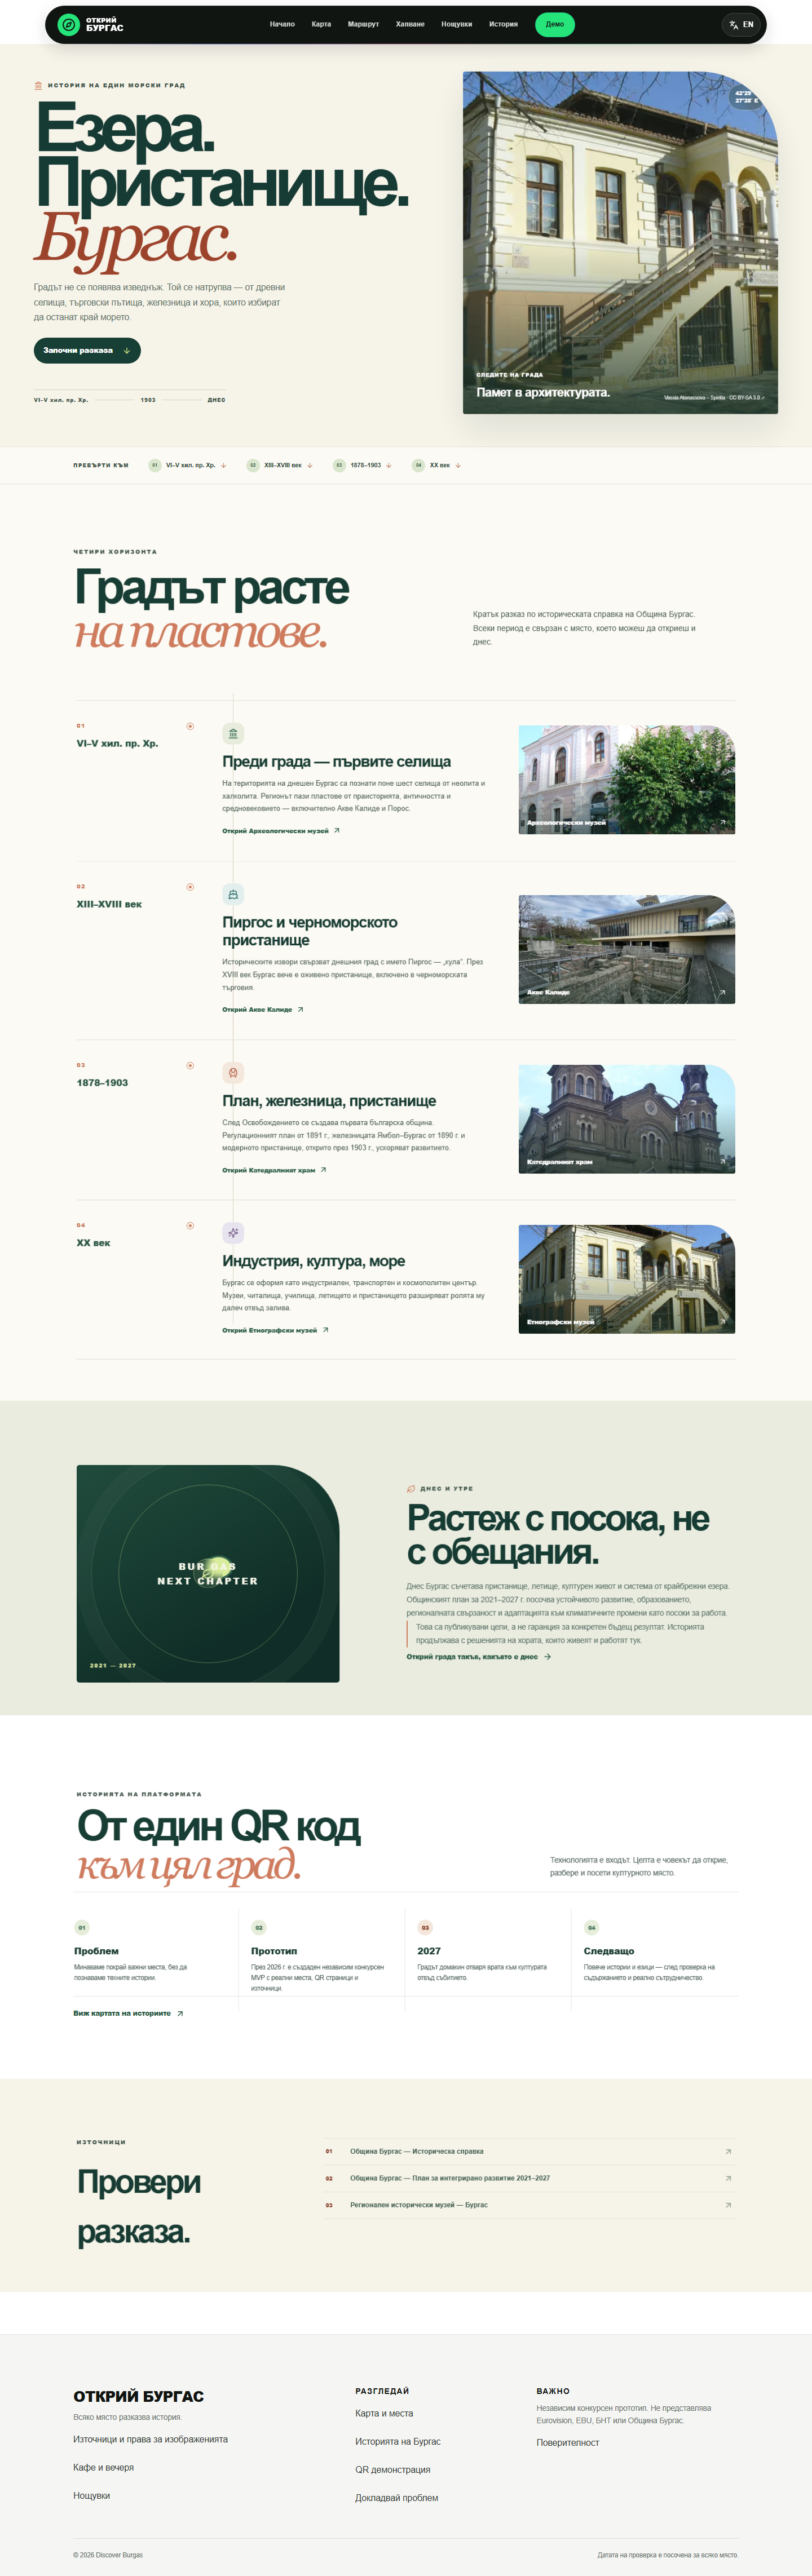 ОТКРИЙ
БУРГАС
Начало
Карта
Маршрут
Хапване
Нощувки
История
Демо
EN
ИСТОРИЯ НА ЕДИН МОРСКИ ГРАД
Езера.
Пристанище.
Бургас.
Градът не се появява изведнъж. Той се натрупва — от древни
селища, търговски пътища, железница и хора, които избират
да останат край морето.
Започни разказа
VI–V хил. пр. Хр.
1903
ДНЕС
27°28′ E
СЛЕДИТЕ НА ГРАДА
Памет в архитектурата.
ПРЕВЪРТИ КЪМ
01 VI–V хил. пр. Хр.
02 XIII–XVIII век
03 1878–1903
04 XX век
ЧЕТИРИ ХОРИЗОНТА
Градът расте
на пластове.
Кратък разказ по историческата справка на Община Бургас.
Всеки период е свързан с място, което можеш да откриеш и
днес.
01
VI–V хил. пр. Хр.
Преди града — първите селища
На територията на днешен Бургас са познати поне шест селища от неолита и
халколита. Регионът пази пластове от праисторията, античността и
средновековието — включително Акве Калиде и Порос.
Открий Археологически музей
Археологически музей
02
XIII–XVIII век
Пиргос и черноморското
пристанище
Историческите извори свързват днешния град с името Пиргос — „кула“. През
XVIII век Бургас вече е оживено пристанище, включено в черноморската
търговия.
Открий Акве Калиде
Акве Калиде
03
1878–1903
План, железница, пристанище
След Освобождението се създава първата българска община.
Регулационният план от 1891 г., железницата Ямбол–Бургас от 1890 г. и
модерното пристанище, открито през 1903 г., ускоряват развитието.
Открий Катедралният храм
Катедралният храм
04
XX век
Индустрия, култура, море
Бургас се оформя като индустриален, транспортен и космополитен център.
Музеи, читалища, училища, летището и пристанището разширяват ролята му
далеч отвъд залива.
Открий Етнографски музей
Етнографски музей
BURGAS
NEXT CHAPTER
2021 — 2027
ДНЕС И УТРЕ
Растеж с посока, не
с обещания.
Днес Бургас съчетава пристанище, летище, културен живот и система от крайбрежни езера.
Общинският план за 2021–2027 г. посочва устойчивото развитие, образованието,
регионалната свързаност и адаптацията към климатичните промени като посоки за работа.
Това са публикувани цели, а не гаранция за конкретен бъдещ резултат. Историята
продължава с решенията на хората, които живеят и работят тук.
Открий града такъв, какъвто е днес
ИСТОРИЯТА НА ПЛАТФОРМАТА
От един QR код
към цял град.
Технологията е входът. Целта е човекът да открие,
разбере и посети културното място.
01
Проблем
Минаваме покрай важни места, без да
познаваме техните истории.
02
Прототип
През 2026 г. е създаден независим конкурсен
MVP с реални места, QR страници и
източници.
03
2027
Градът домакин отваря врата към културата
отвъд събитието.
04
Следващо
Повече истории и езици — след проверка на
съдържанието и реално сътрудничество.
Виж картата на историите
ИЗТОЧНИЦИ
Провери
разказа.
01 Община Бургас — Историческа справка
02 Община Бургас — План за интегрирано развитие 2021–2027
03 Регионален исторически музей — Бургас
ОТКРИЙ БУРГАС
Всяко място разказва история.
Източници и права за изображенията
Кафе и вечеря
Нощувки
РАЗГЛЕДАЙ
Карта и места
Историята на Бургас
QR демонстрация
Докладвай проблем
ВАЖНО
Независим конкурсен прототип. Не представлява
Eurovision, EBU, БНТ или Община Бургас.
Поверителност
© 2026 Discover Burgas
Датата на проверка е посочена за всяко място.